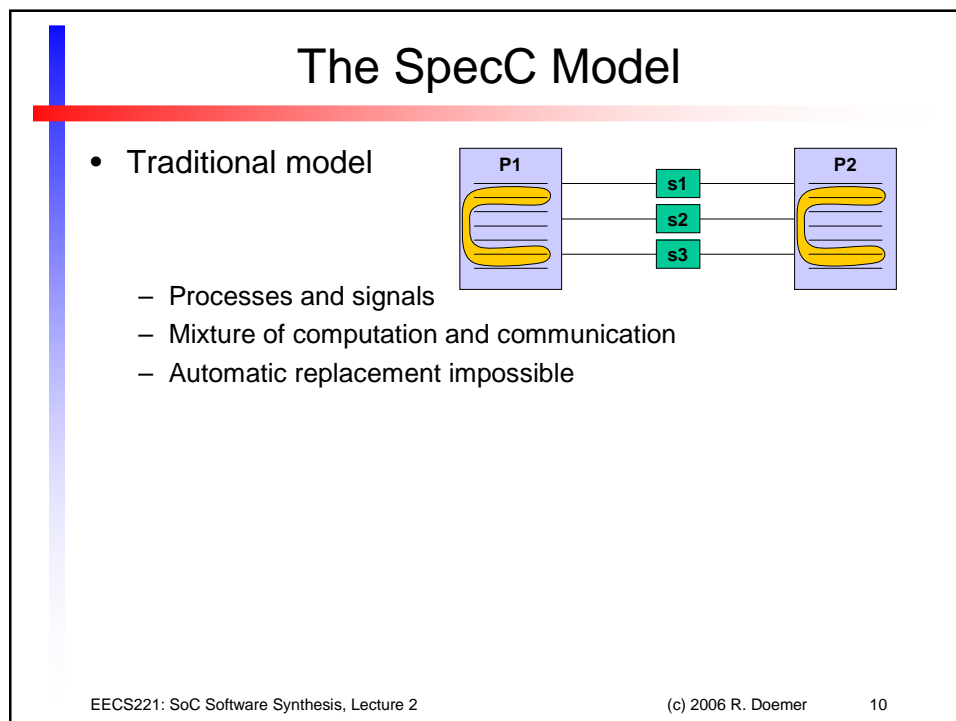 The SpecC Model
• Traditional model
P1
s1
s2
s3
P2
– Processes and signals
– Mixture of computation and communication
– Automatic replacement impossible
EECS221: SoC Software Synthesis, Lecture 2
(c) 2006 R. Doemer
10